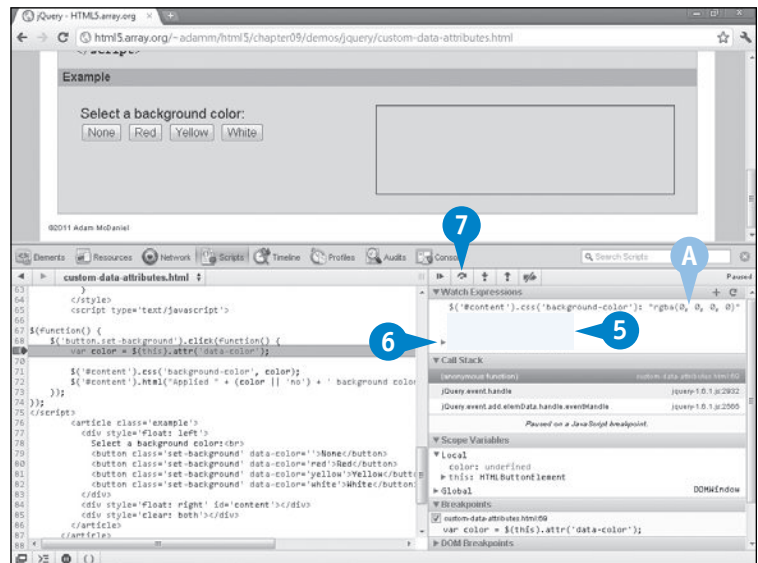 jQuery - HTML5.array.org ×
html5.array.org/~adamm/html5/chapter09/demos/jquery/custom-data-attributes.html
</script>
Example
Select a background color:
None Red Yellow White
©2011 Adam McDaniel
7
Elements Resources Network Scripts Timeline Profiles Audits Console Search Scripts
A
custom-data-attributes.html Paused
63 }
64 </style>
65 <script type='text/javascript'>
66
67 $(function() {
68 $('button.set-background').click(function() {
var color = $(this).attr('data-color');
70
71 $('#content').css('background-color', color);
72 $('#content').html("Applied " + (color || 'no') + ' background color
73 });
74 });
75 </script>
76 <article class='example'>
77 <div style='float: left'>
78 Select a background color:<br>
79 <button class='set-background' data-color=''>None</button>
80 <button class='set-background' data-color='red'>Red</button>
81 <button class='set-background' data-color='yellow'>Yellow</button>
82 <button class='set-background' data-color='white'>White</button>
83 </div>
84 <div style='float: right' id='content'></div>
85 <div style='clear: both'></div>
86 </article>
87 </article>
88
Watch Expressions
$('#content').css('background-color'): "rgba(0, 0, 0, 0)"
5
6
Call Stack
(anonymous function) custom-data-attributes.html:69
jQuery.event.handle jquery-1.6.1.js:2932
jQuery.event.add.elemData.handle.eventHandle jquery-1.6.1.js:2566
Paused on a JavaScript breakpoint.
Scope Variables
Local
color: undefined
this: HTMLButtonElement
Global DOMWindow
Breakpoints
custom-data-attributes.html:69
var color = $(this).attr('data-color');
DOM Breakpoints